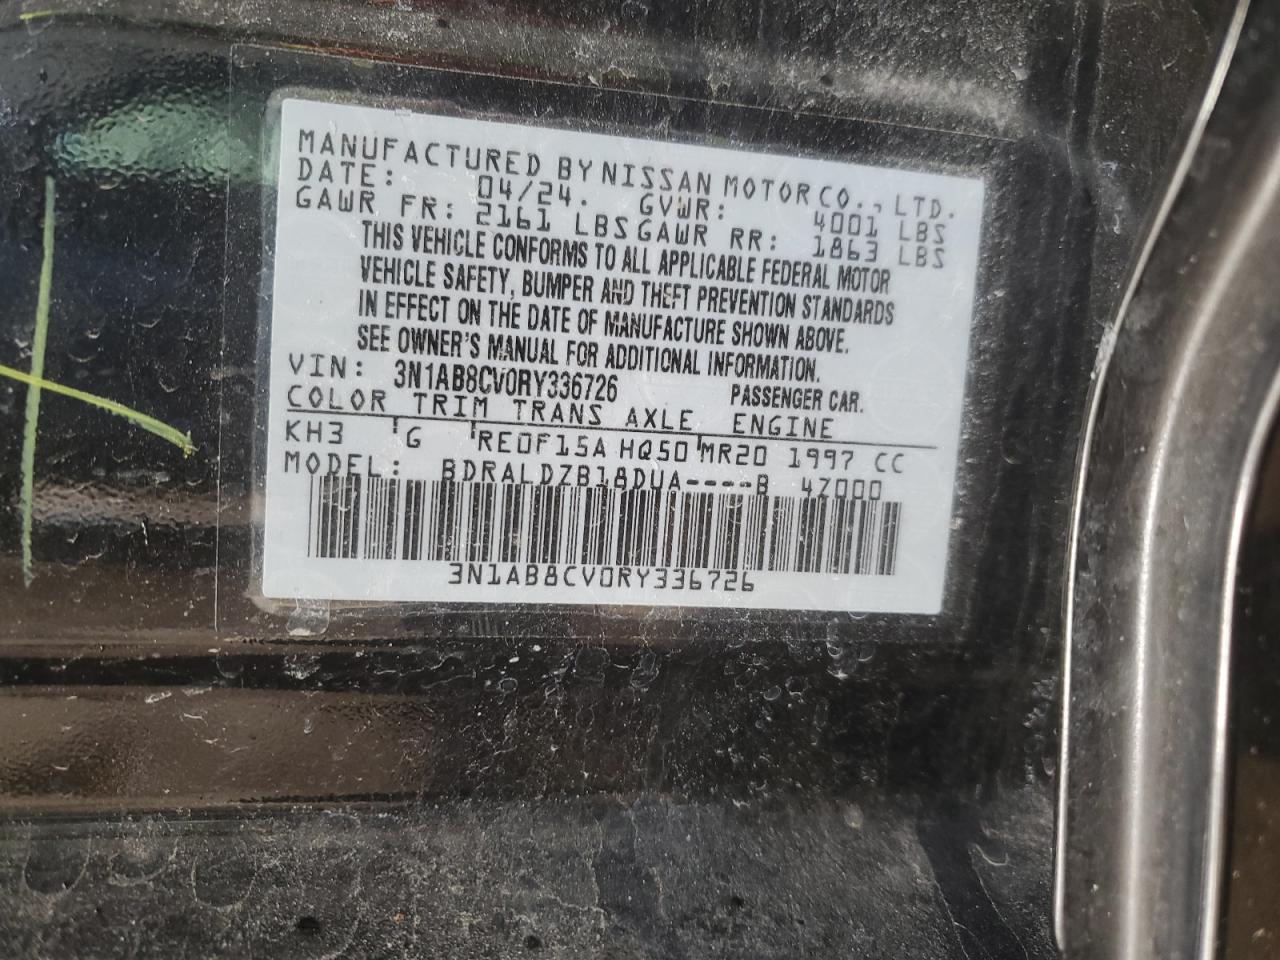 MANUFACTURED BY NISSAN MOTOR CO., LTD.
DATE: 04/24. GVWR: 4001 LBS
GAWR FR: 2161 LBS GAWR RR: 1863 LBS
THIS VEHICLE CONFORMS TO ALL APPLICABLE FEDERAL MOTOR
VEHICLE SAFETY, BUMPER AND THEFT PREVENTION STANDARDS
IN EFFECT ON THE DATE OF MANUFACTURE SHOWN ABOVE.
SEE OWNER'S MANUAL FOR ADDITIONAL INFORMATION.
VIN: 3N1AB8CV0RY336726 PASSENGER CAR.
COLOR TRIM TRANS AXLE ENGINE
KH3 G RE0F15A HQ50 MR20 1997 CC
MODEL: BDRALDZB18DUA----B 4Z000
3N1AB8CV0RY336726